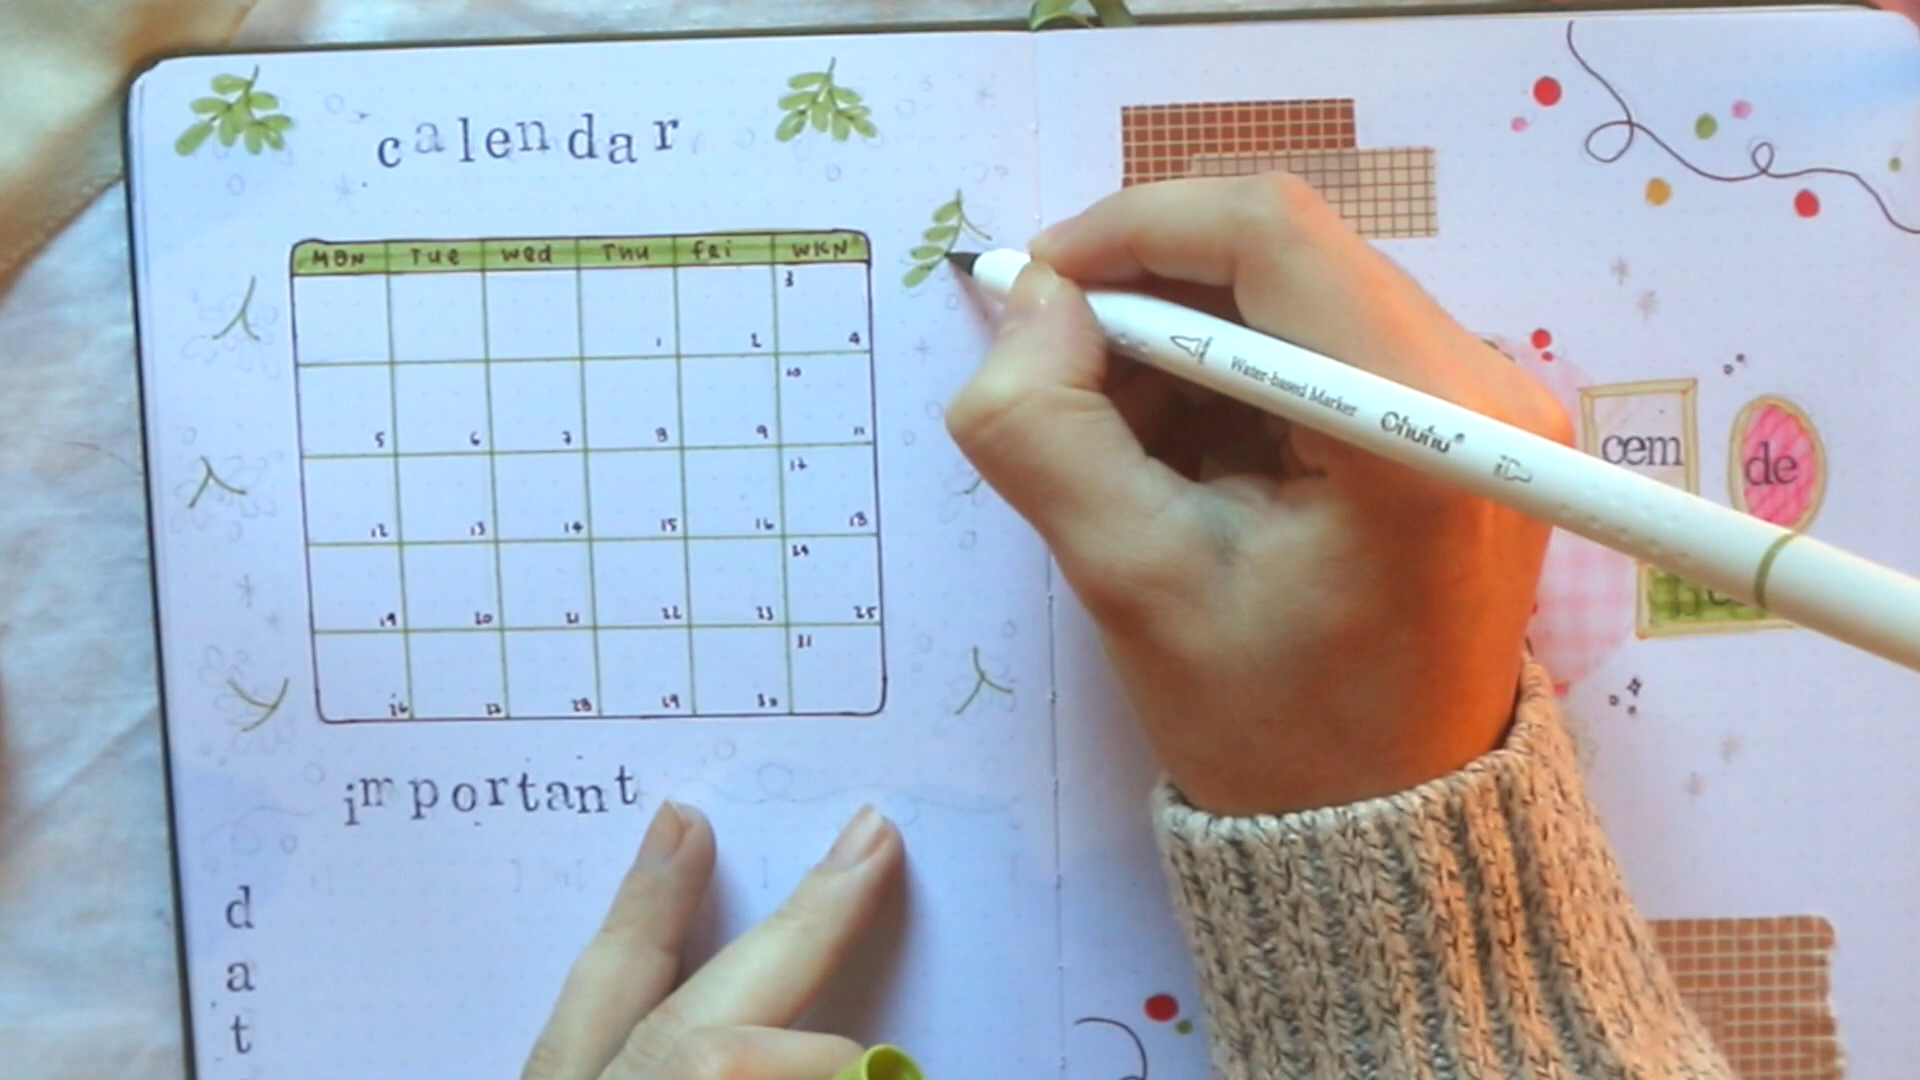 calendar
MON Tue wed Thu fri WKN
3
1 2 4
10
5 6 7 8 9 11
17
12 13 14 15 16 18
24
19 20 21 22 23 25
31
26 27 28 29 30
important
d
a
t
Water-based Marker Ohuhu
cem
de